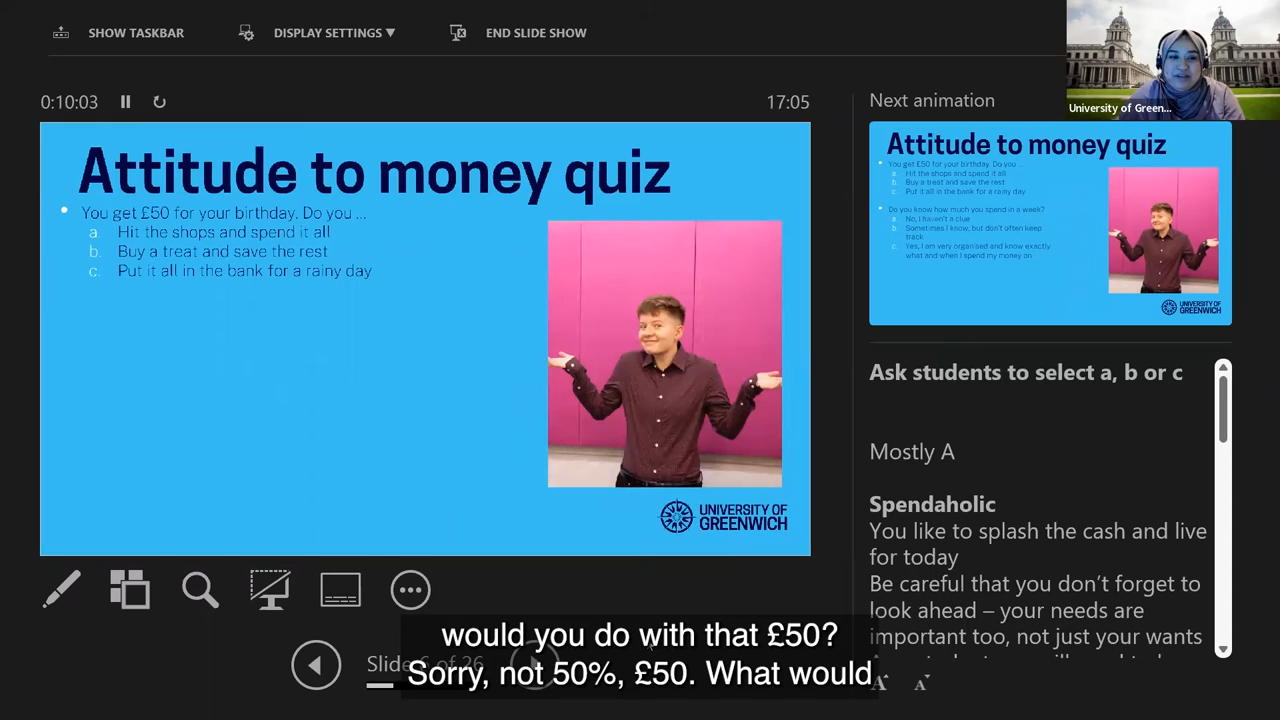 SHOW TASKBAR
DISPLAY SETTINGS ▼
END SLIDE SHOW
0:10:03
17:05
Attitude to money quiz
You get £50 for your birthday. Do you ...
a. Hit the shops and spend it all
b. Buy a treat and save the rest
c. Put it all in the bank for a rainy day
UNIVERSITY OF
GREENWICH
Slide 6 of 26
would you do with that £50?
Sorry, not 50%, £50. What would
University of Green...
Next animation
Attitude to money quiz
You get £50 for your birthday. Do you ...
a. Hit the shops and spend it all
b. Buy a treat and save the rest
c. Put it all in the bank for a rainy day
Do you know how much you spend in a week?
a. No, I haven't a clue
b. Sometimes I know, but don't often keep
track
c. Yes, I am very organised and know exactly
what and when I spend my money on
UNIVERSITY OF
GREENWICH
Ask students to select a, b or c
Mostly A
Spendaholic
You like to splash the cash and live
for today
Be careful that you don't forget to
look ahead – your needs are
important too, not just your wants
A A